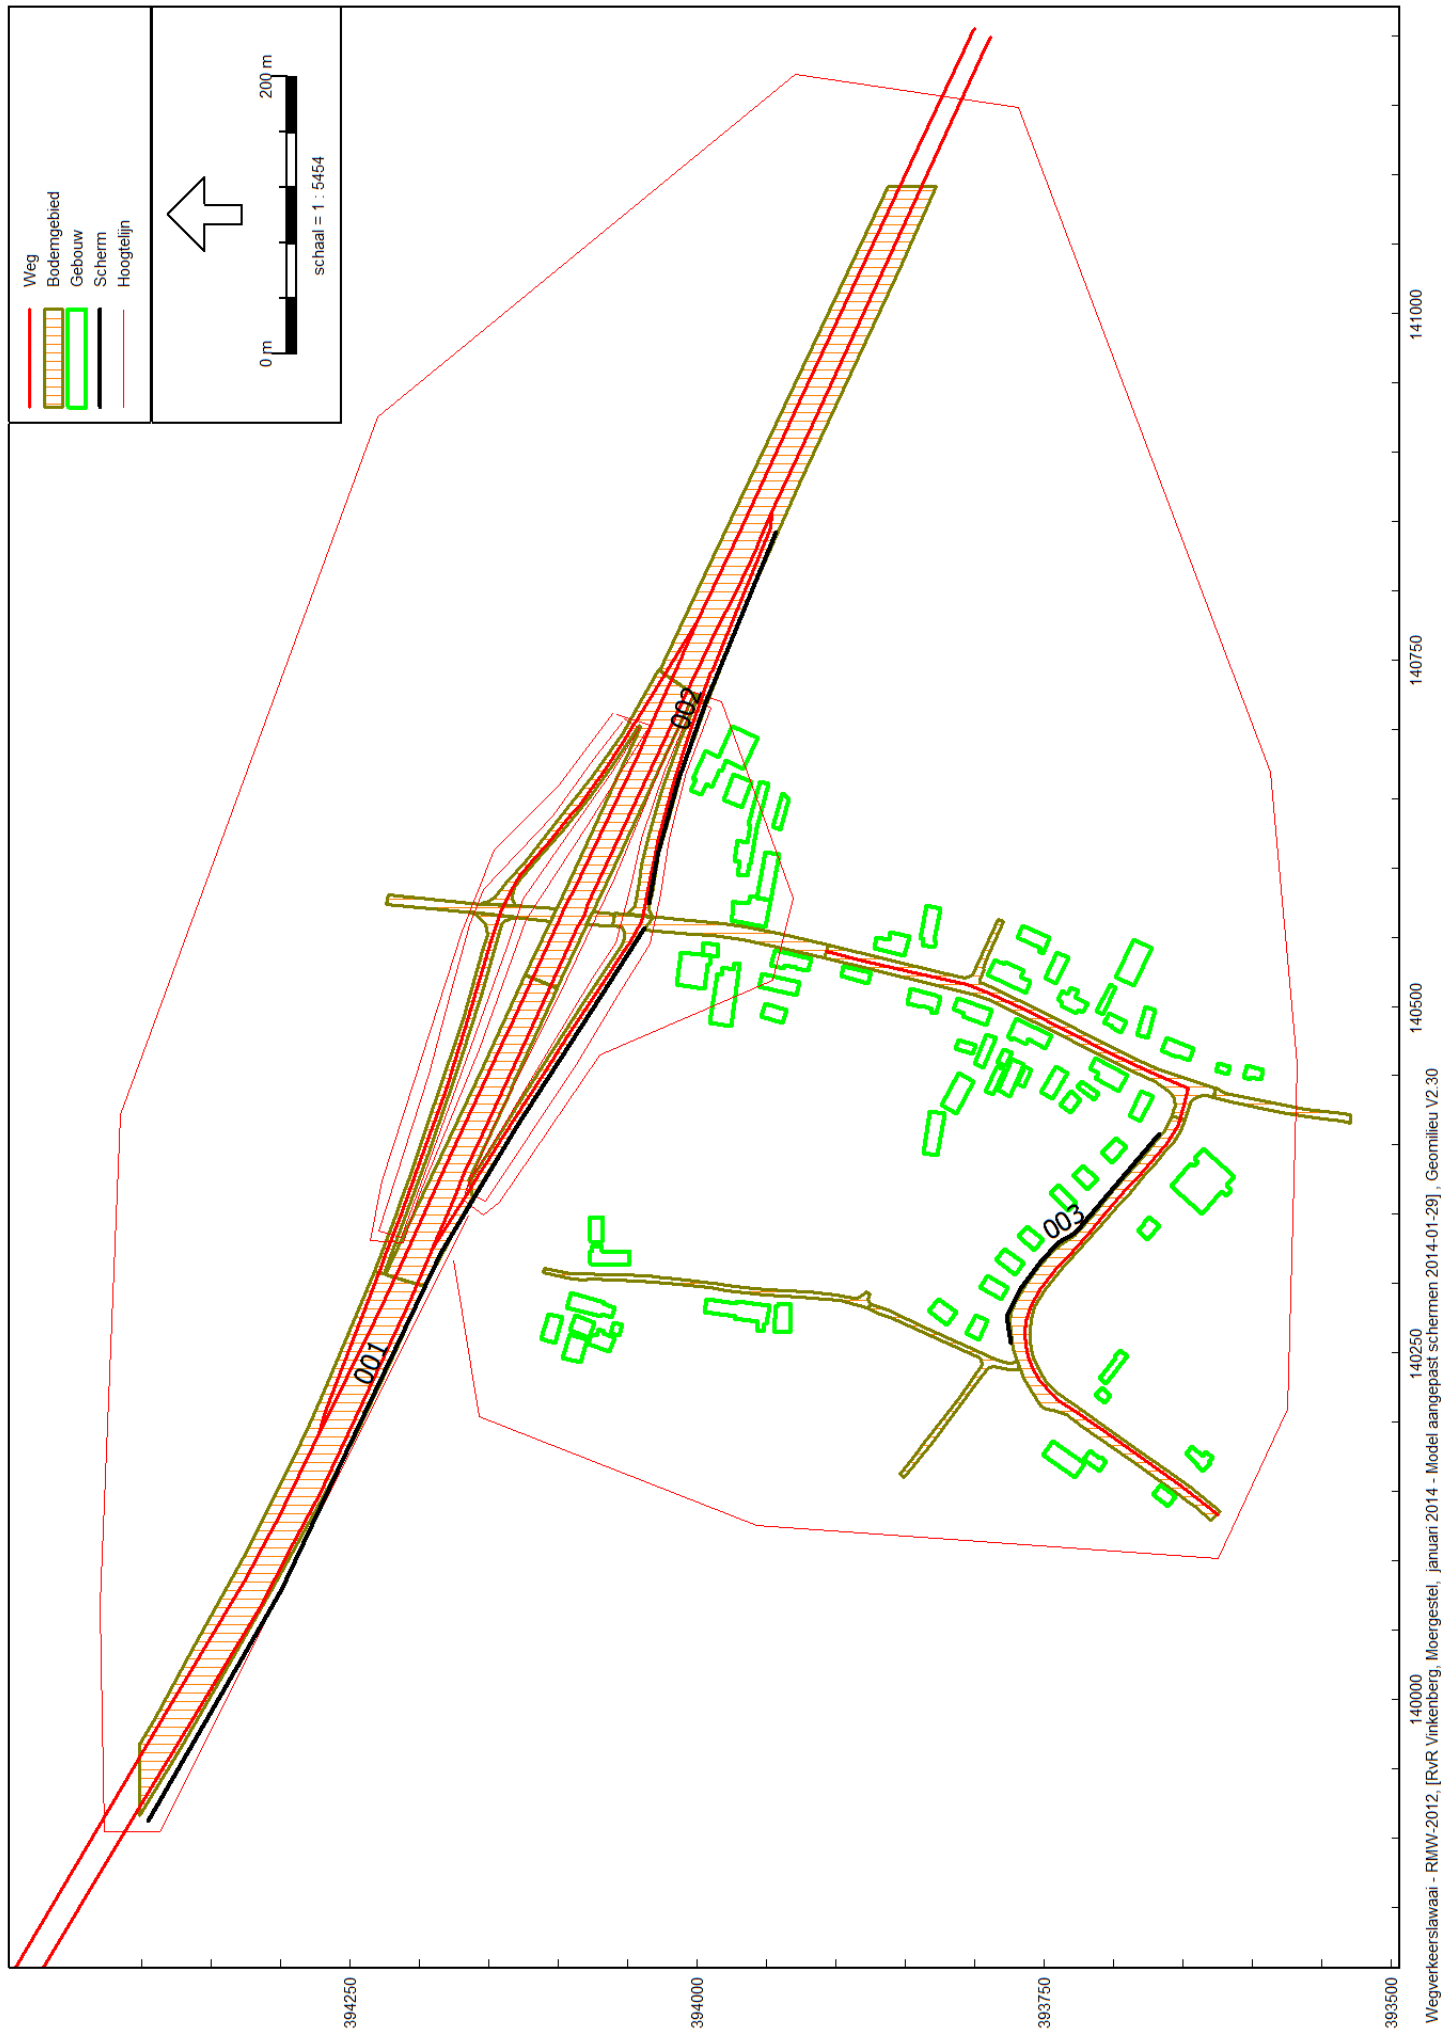 Weg
Bodemgebied
Gebouw
Scherm
Hoogtelijn
0 m
200 m
schaal = 1 : 5454
001
002
003
394250
394000
393750
393500
140000
140250
140500
140750
141000
Wegverkeerslawaai - RMW-2012, [RvR Vinkenberg, Moergestel, januari 2014 - Model aangepast schermen 2014-01-29] , Geomilieu V2.30